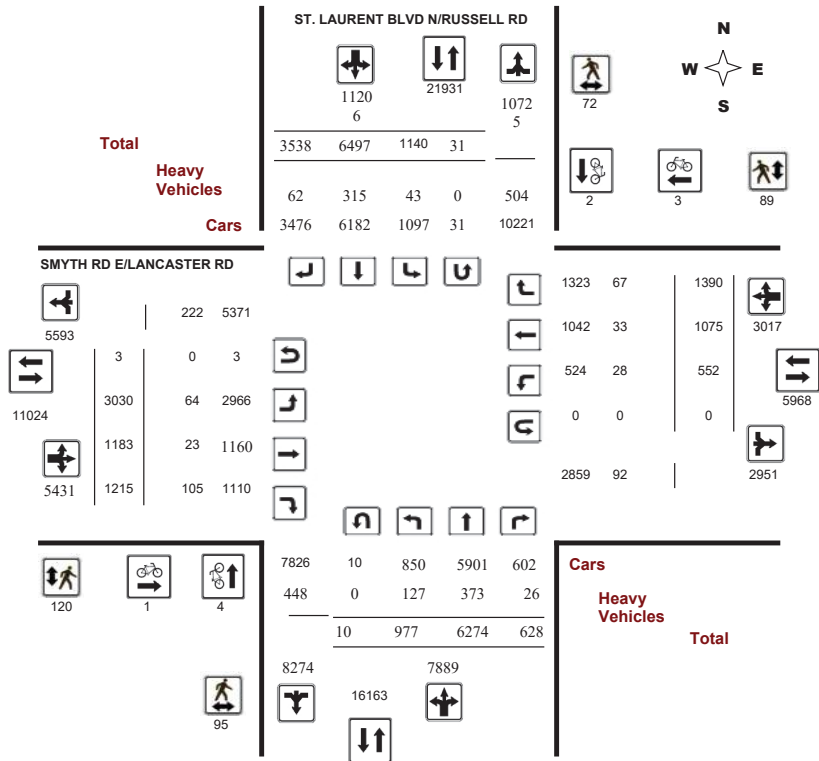 ST. LAURENT BLVD N/RUSSELL RD
N
W E
S
1120
6
21931
1072
5
72
Total
3538 6497 1140 31
Heavy
Vehicles
62 315 43 0 504
Cars
3476 6182 1097 31 10221
2 3 89
SMYTH RD E/LANCASTER RD
5593
222 5371
11024
3 0 3
3030 64 2966
1183 23 1160
5431
1215 105 1110
1323 67 1390
3017
1042 33 1075
5968
524 28 552
0 0 0
2859 92
2951
120 1 4
95
7826 10 850 5901 602
448 0 127 373 26
10 977 6274 628
8274
16163
7889
Cars
Heavy
Vehicles
Total